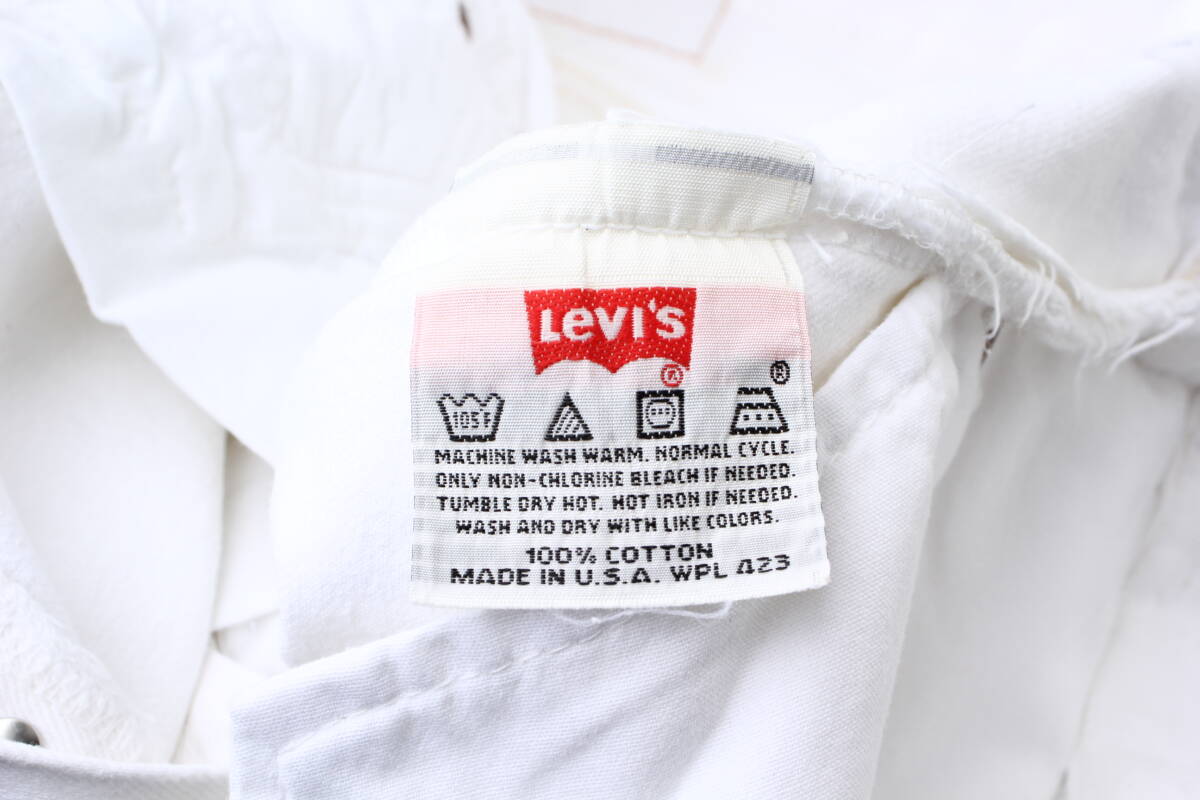 Levi's
®
®
105F
MACHINE WASH WARM. NORMAL CYCLE.
ONLY NON-CHLORINE BLEACH IF NEEDED.
TUMBLE DRY HOT. HOT IRON IF NEEDED.
WASH AND DRY WITH LIKE COLORS.
100% COTTON
MADE IN U.S.A. WPL 423